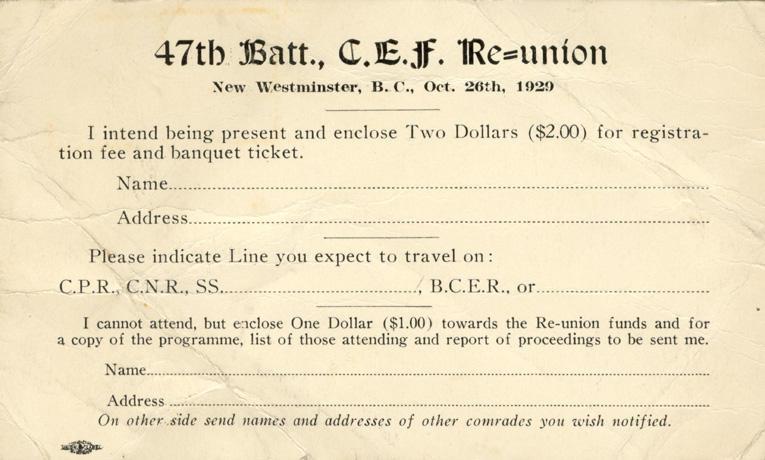 47th Batt., C.E.F. Re=union
New Westminster, B. C., Oct. 26th, 1929
I intend being present and enclose Two Dollars ($2.00) for registra-
tion fee and banquet ticket.
Name
Address
Please indicate Line you expect to travel on:
C.P.R., C.N.R., SS. , B.C.E.R., or
I cannot attend, but enclose One Dollar ($1.00) towards the Re-union funds and for
a copy of the programme, list of those attending and report of proceedings to be sent me.
Name
Address
On other side send names and addresses of other comrades you wish notified.